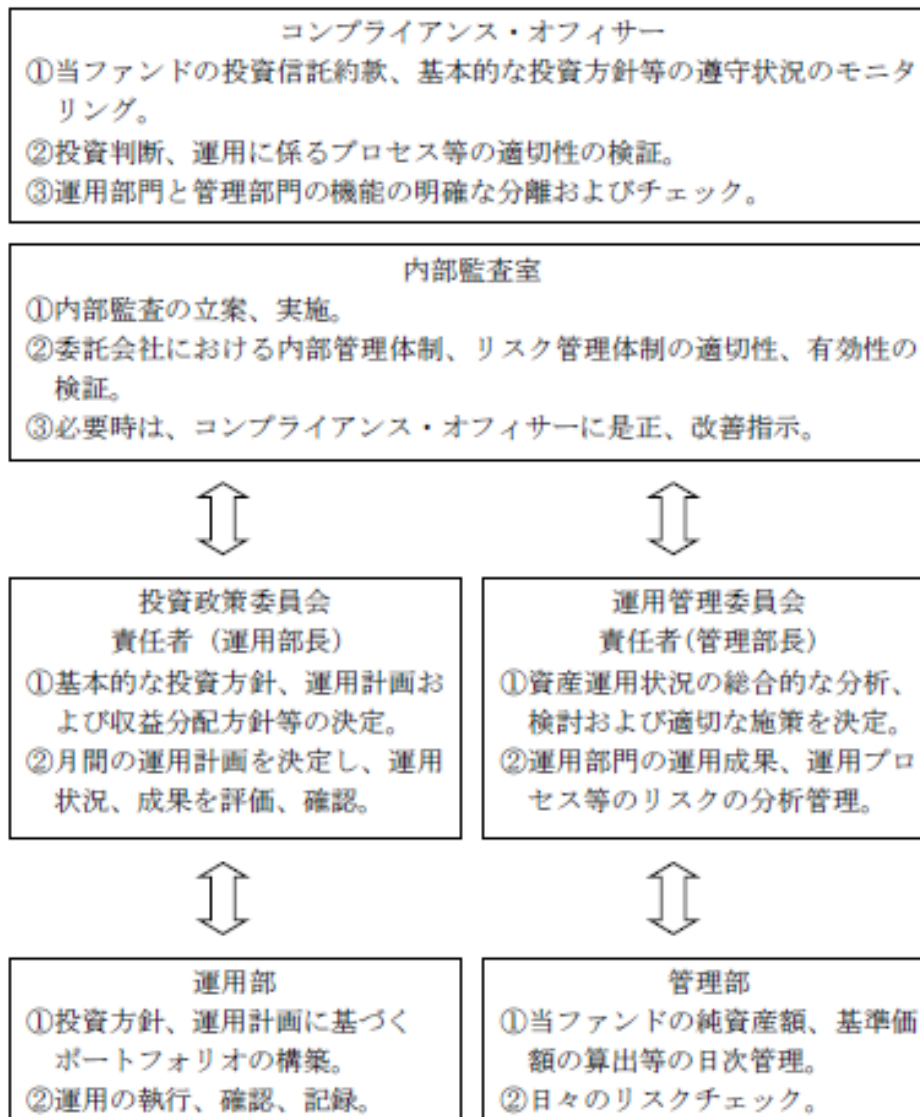 コンプライアンス・オフィサー
①当ファンドの投資信託約款、基本的な投資方針等の遵守状況のモニタ
リング。
②投資判断、運用に係るプロセス等の適切性の検証。
③運用部門と管理部門の機能の明確な分離およびチェック。
内部監査室
①内部監査の立案、実施。
②委託会社における内部管理体制、リスク管理体制の適切性、有効性の
検証。
③必要時は、コンプライアンス・オフィサーに是正、改善指示。
投資政策委員会
責任者（運用部長）
①基本的な投資方針、運用計画お
よび収益分配方針等の決定。
②月間の運用計画を決定し、運用
状況、成果を評価、確認。
運用管理委員会
責任者(管理部長）
①資産運用状況の総合的な分析、
検討および適切な施策を決定。
②運用部門の運用成果、運用プロ
セス等のリスクの分析管理。
運用部
①投資方針、運用計画に基づく
ポートフォリオの構築。
②運用の執行、確認、記録。
管理部
①当ファンドの純資産額、基準価
額の算出等の日次管理。
②日々のリスクチェック。